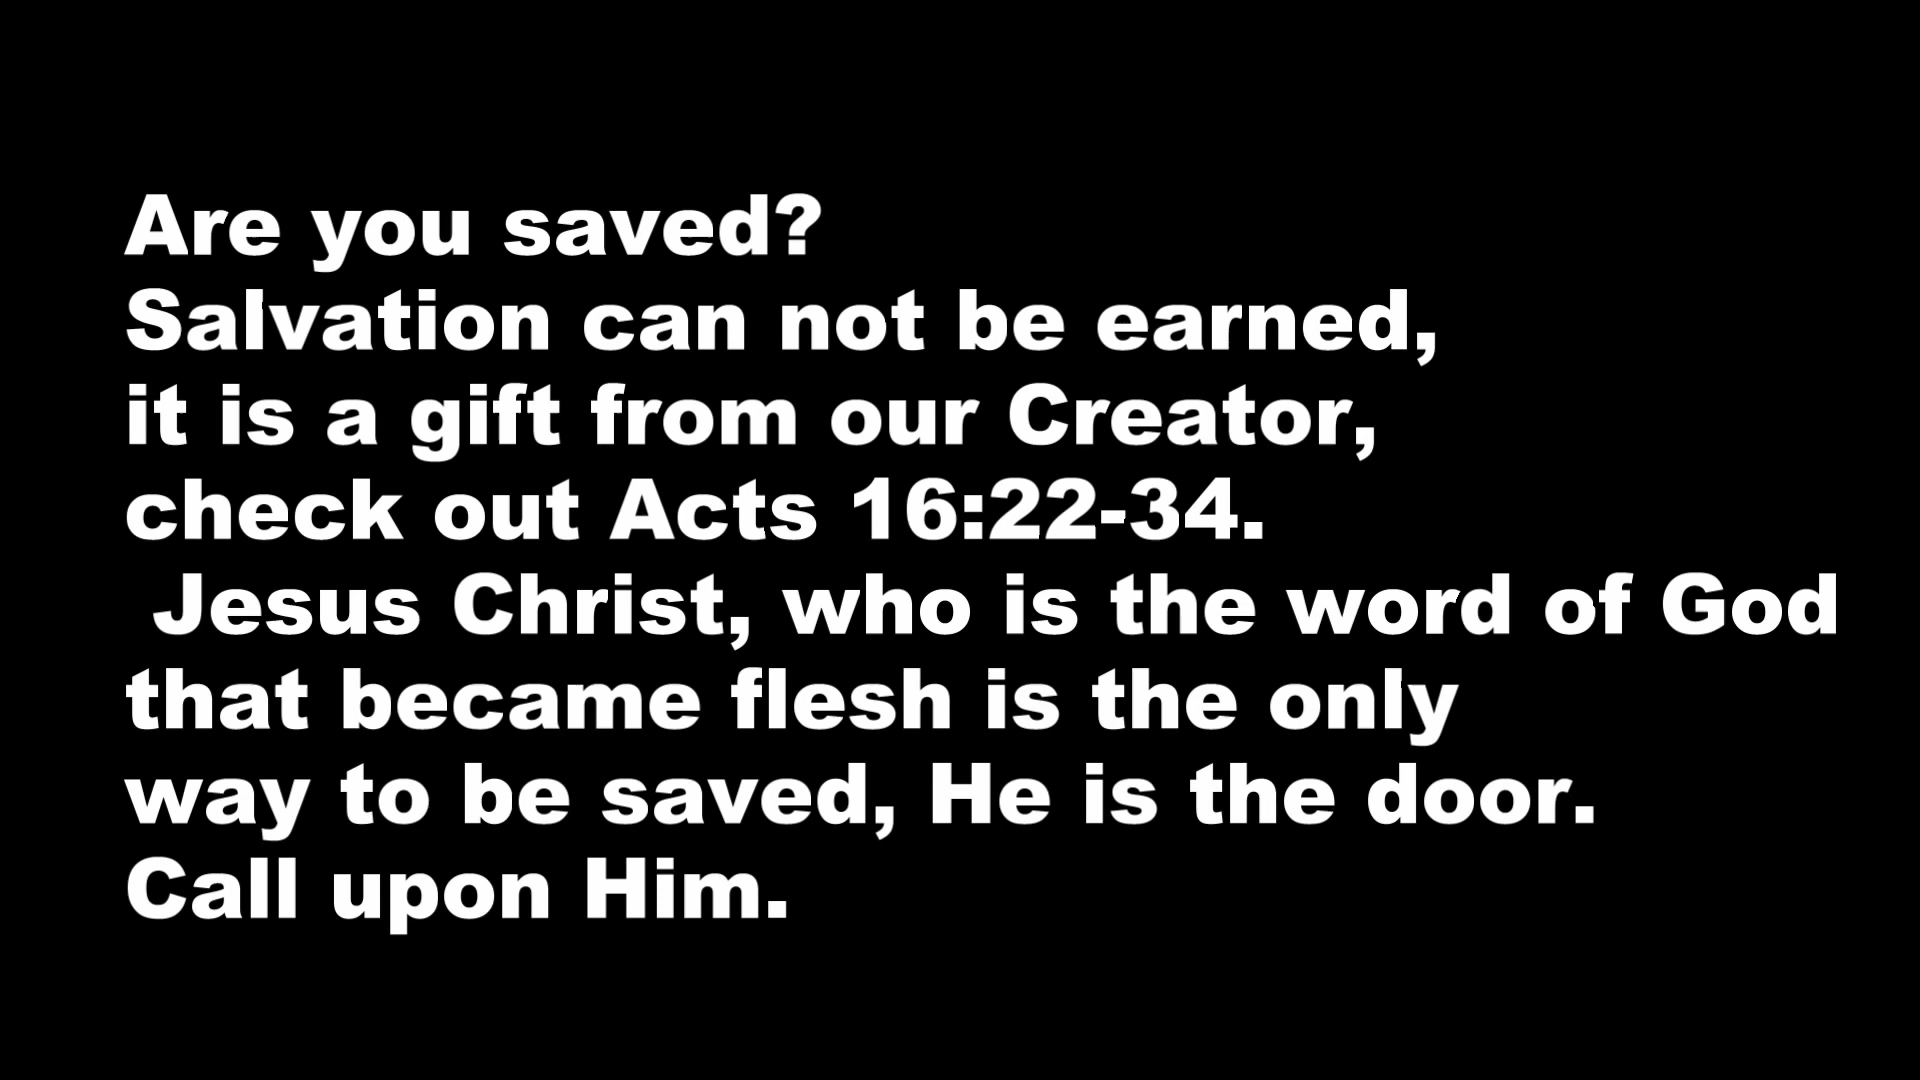 Are you saved?
Salvation can not be earned,
it is a gift from our Creator,
check out Acts 16:22-34.
Jesus Christ, who is the word of God
that became flesh is the only
way to be saved, He is the door.
Call upon Him.